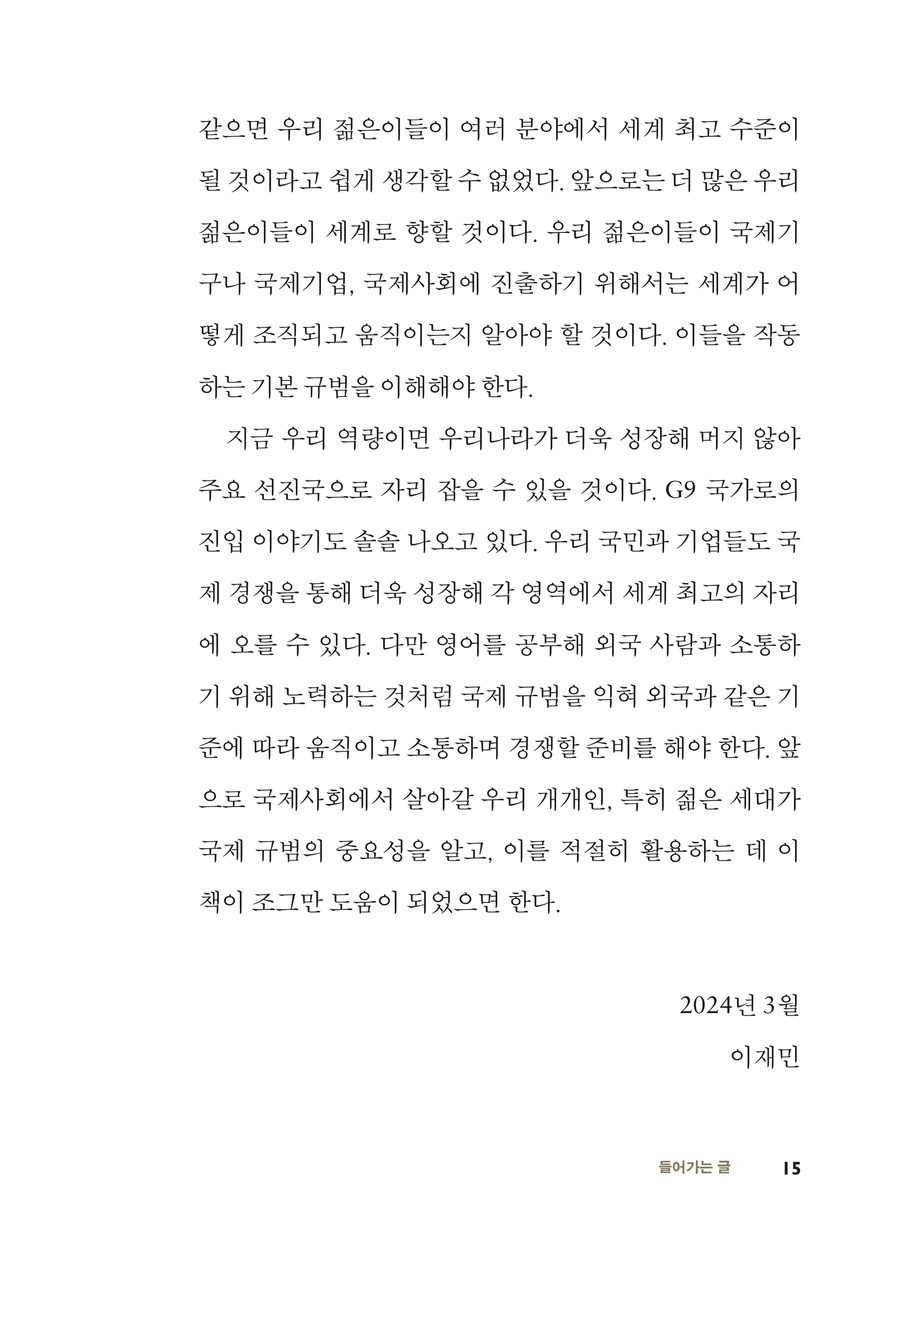 같으면 우리 젊은이들이 여러 분야에서 세계 최고 수준이
될 것이라고 쉽게 생각할 수 없었다. 앞으로는 더 많은 우리
젊은이들이 세계로 향할 것이다. 우리 젊은이들이 국제기
구나 국제기업, 국제사회에 진출하기 위해서는 세계가 어
떻게 조직되고 움직이는지 알아야 할 것이다. 이들을 작동
하는 기본 규범을 이해해야 한다.
지금 우리 역량이면 우리나라가 더욱 성장해 머지 않아
주요 선진국으로 자리 잡을 수 있을 것이다. G9 국가로의
진입 이야기도 솔솔 나오고 있다. 우리 국민과 기업들도 국
제 경쟁을 통해 더욱 성장해 각 영역에서 세계 최고의 자리
에 오를 수 있다. 다만 영어를 공부해 외국 사람과 소통하
기 위해 노력하는 것처럼 국제 규범을 익혀 외국과 같은 기
준에 따라 움직이고 소통하며 경쟁할 준비를 해야 한다. 앞
으로 국제사회에서 살아갈 우리 개개인, 특히 젊은 세대가
국제 규범의 중요성을 알고, 이를 적절히 활용하는 데 이
책이 조그만 도움이 되었으면 한다.
2024년 3월
이재민
들어가는 글 15